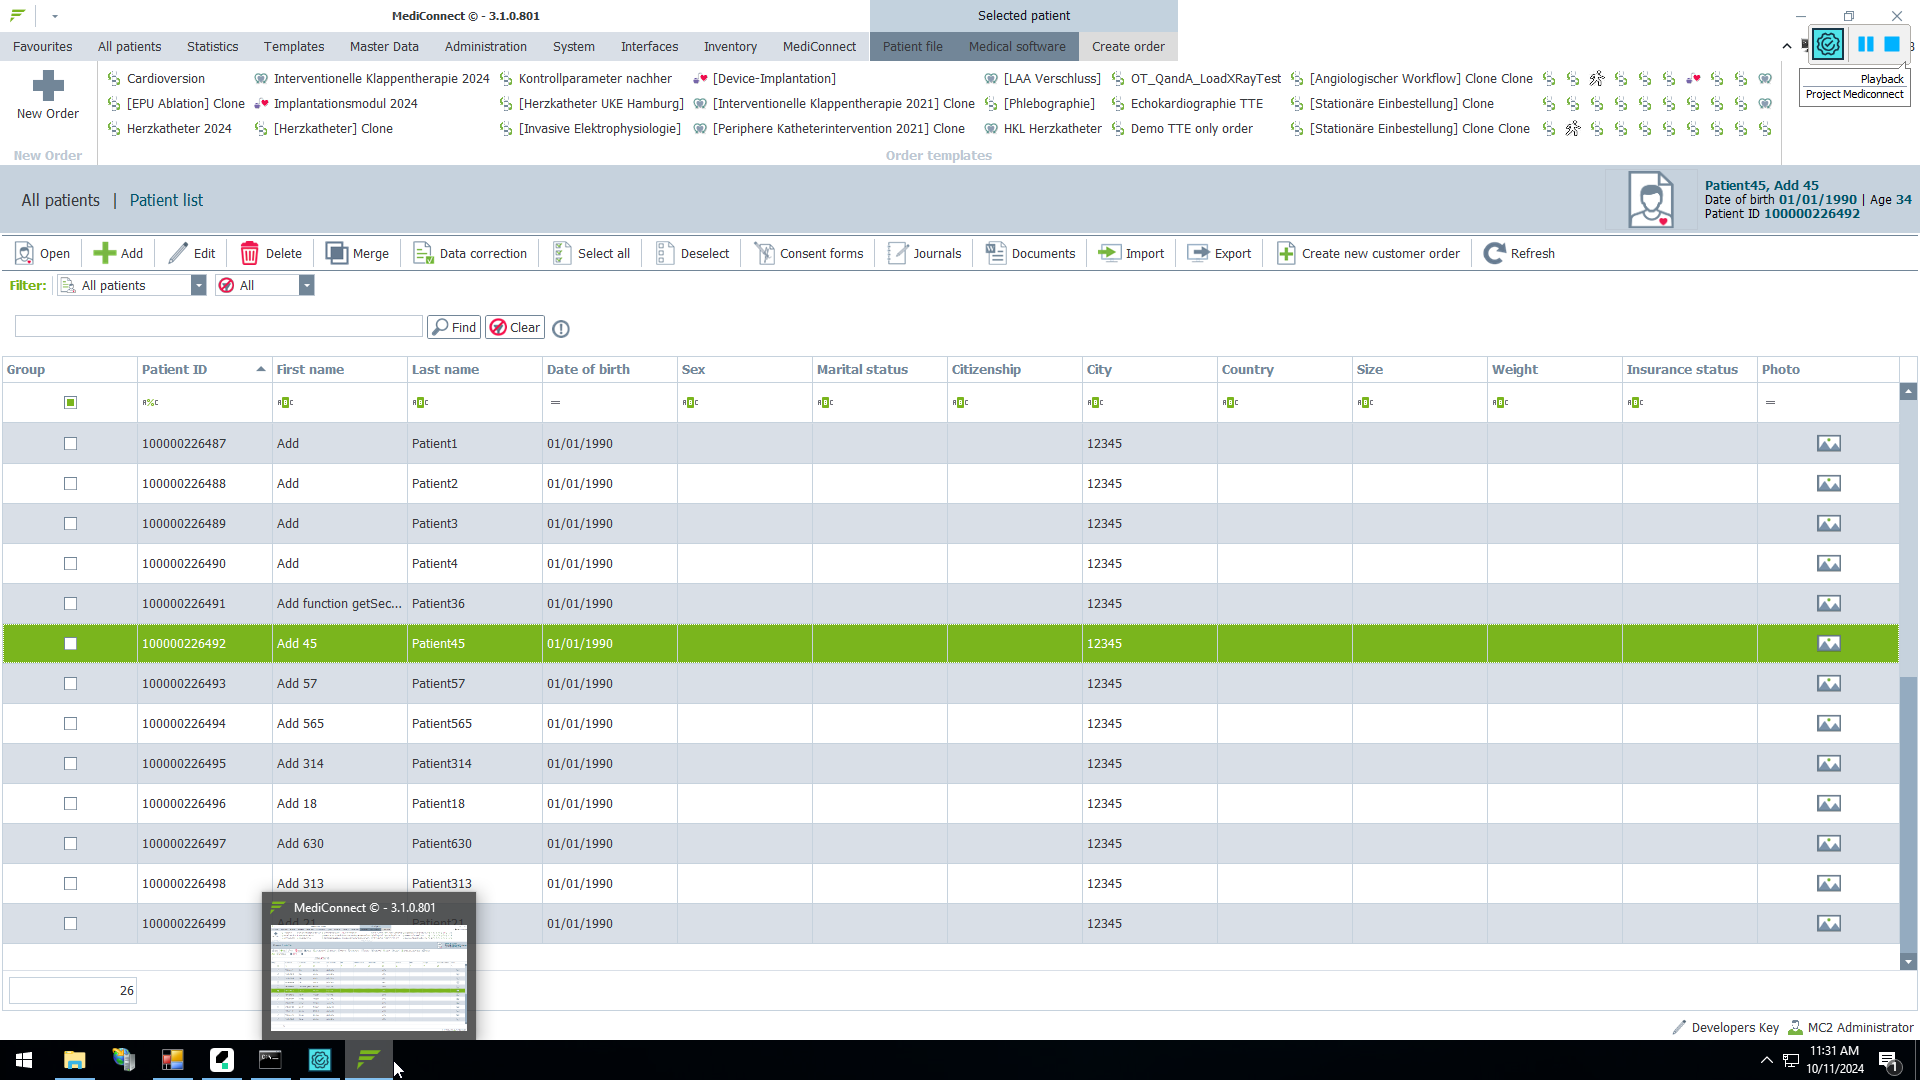 MediConnect © - 3.1.0.801
Selected patient
Favourites All patients Statistics Templates Master Data Administration System Interfaces Inventory MediConnect Patient file Medical software Create order
Playback
Project Mediconnect
New Order
Cardioversion Interventionelle Klappentherapie 2024 Kontrollparameter nachher [Device-Implantation] [LAA Verschluss] OT_QandA_LoadXRayTest [Angiologischer Workflow] Clone Clone
[EPU Ablation] Clone Implantationsmodul 2024 [Herzkatheter UKE Hamburg] [Interventionelle Klappentherapie 2021] Clone [Phlebographie] Echokardiographie TTE [Stationäre Einbestellung] Clone
Herzkatheter 2024 [Herzkatheter] Clone [Invasive Elektrophysiologie] [Periphere Katheterintervention 2021] Clone HKL Herzkatheter Demo TTE only order [Stationäre Einbestellung] Clone Clone
New Order Order templates
All patients | Patient list
Patient45, Add 45
Date of birth 01/01/1990 | Age 34
Patient ID 100000226492
Open Add Edit Delete Merge Data correction Select all Deselect Consent forms Journals Documents Import Export Create new customer order Refresh
Filter: All patients All
Find Clear
Group Patient ID First name Last name Date of birth Sex Marital status Citizenship City Country Size Weight Insurance status Photo
100000226487 Add Patient1 01/01/1990 12345
100000226488 Add Patient2 01/01/1990 12345
100000226489 Add Patient3 01/01/1990 12345
100000226490 Add Patient4 01/01/1990 12345
100000226491 Add function getSec... Patient36 01/01/1990 12345
100000226492 Add 45 Patient45 01/01/1990 12345
100000226493 Add 57 Patient57 01/01/1990 12345
100000226494 Add 565 Patient565 01/01/1990 12345
100000226495 Add 314 Patient314 01/01/1990 12345
100000226496 Add 18 Patient18 01/01/1990 12345
100000226497 Add 630 Patient630 01/01/1990 12345
100000226498 Add 313 Patient313 01/01/1990 12345
100000226499 Add 21 Patient21 01/01/1990 12345
MediConnect © - 3.1.0.801
26
Developers Key MC2 Administrator
11:31 AM
10/11/2024
1